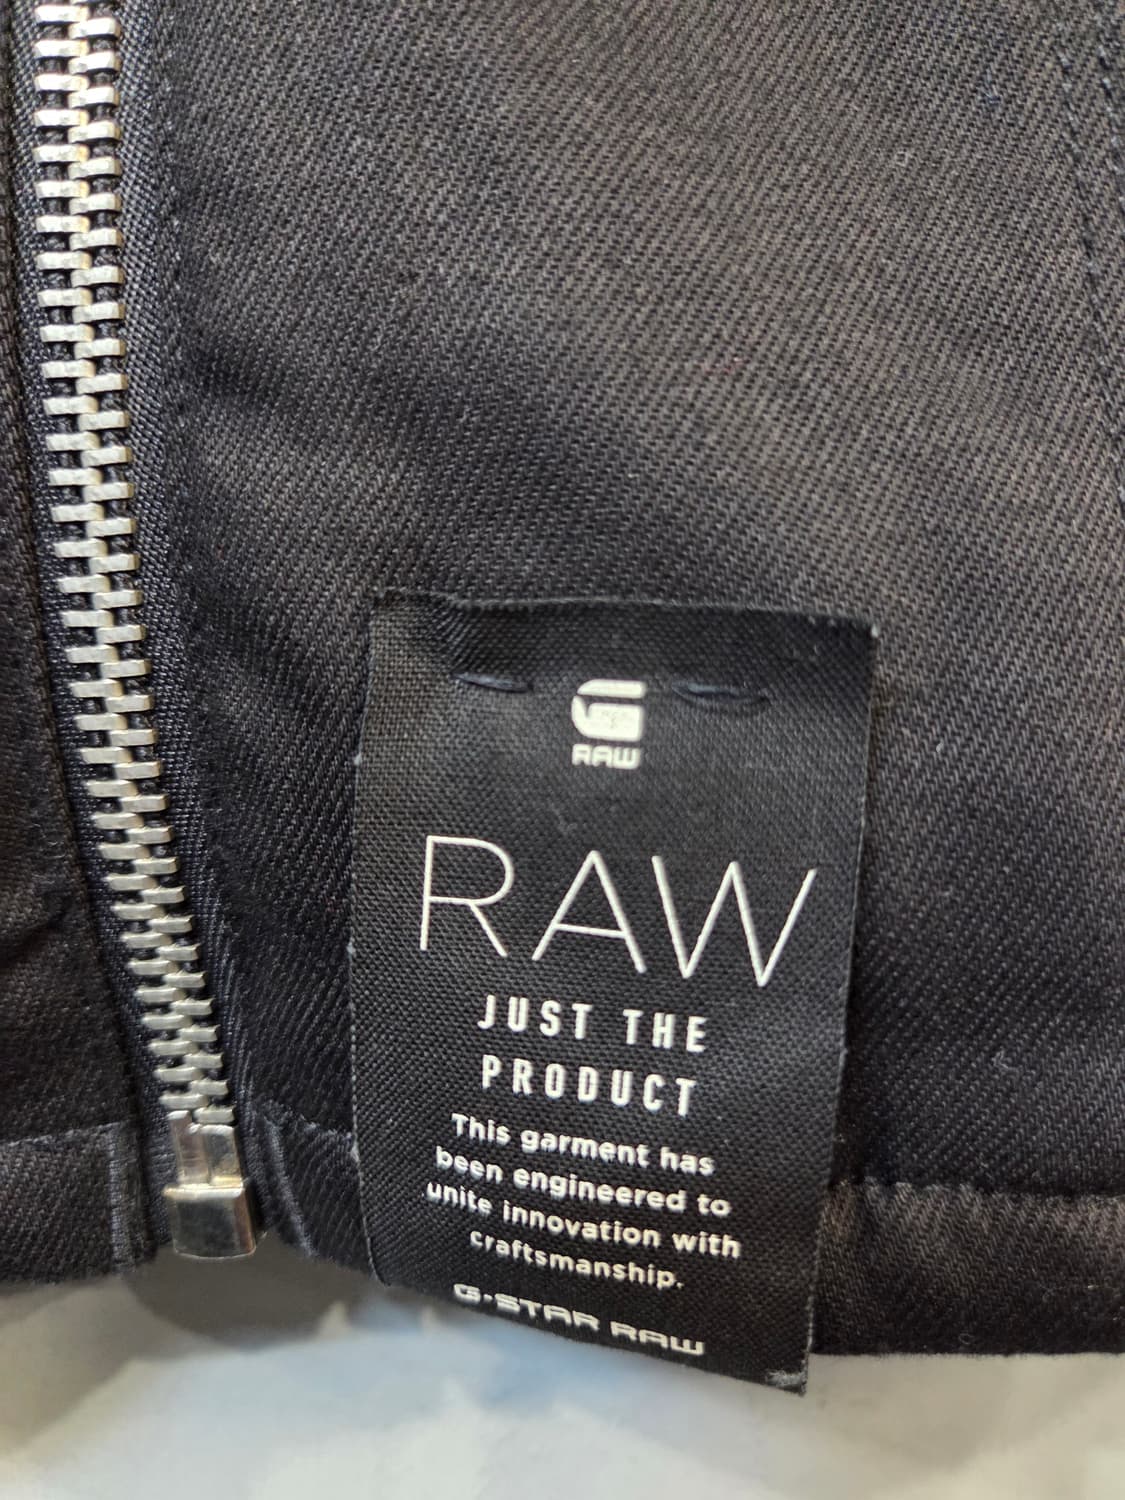 G
RAW
RAW
JUST THE
PRODUCT
This garment has
been engineered to
unite innovation with
craftsmanship.
G-STAR RAW